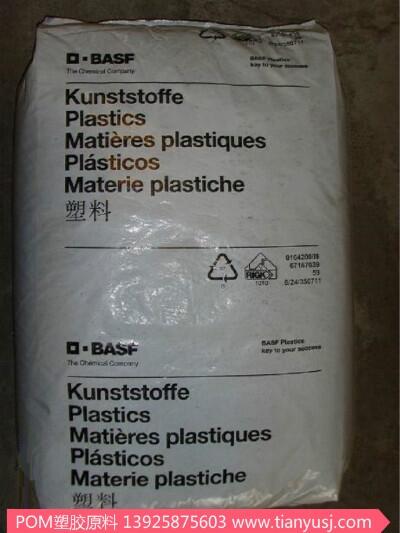 BASF
The Chemical Company
BASF Plastics
key to your success
Kunststoffe
Plastics
Matières plastiques
Plásticos
Materie plastiche
塑料
RIGK
BASF
The Chemical Company
BASF Plastics
key to your success
Kunststoffe
Plastics
Matières plastiques
Plásticos
Materie plastiche
塑料
POM塑胶原料 13925875603 www.tianyusj.com